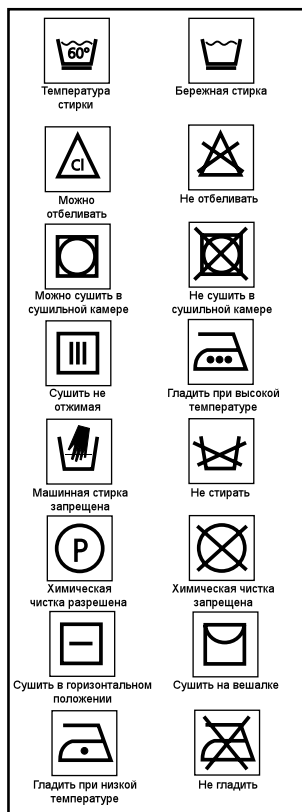 60°
Температура
стирки
Бережная стирка
Cl
Можно
отбеливать
Не отбеливать
Можно сушить в
сушильной камере
Не сушить в
сушильной камере
Сушить не
отжимая
Гладить при высокой
температуре
Машинная стирка
запрещена
Не стирать
P
Химическая
чистка разрешена
Химическая чистка
запрещена
Сушить в горизонтальном
положении
Сушить на вешалке
Гладить при низкой
температуре
Не гладить